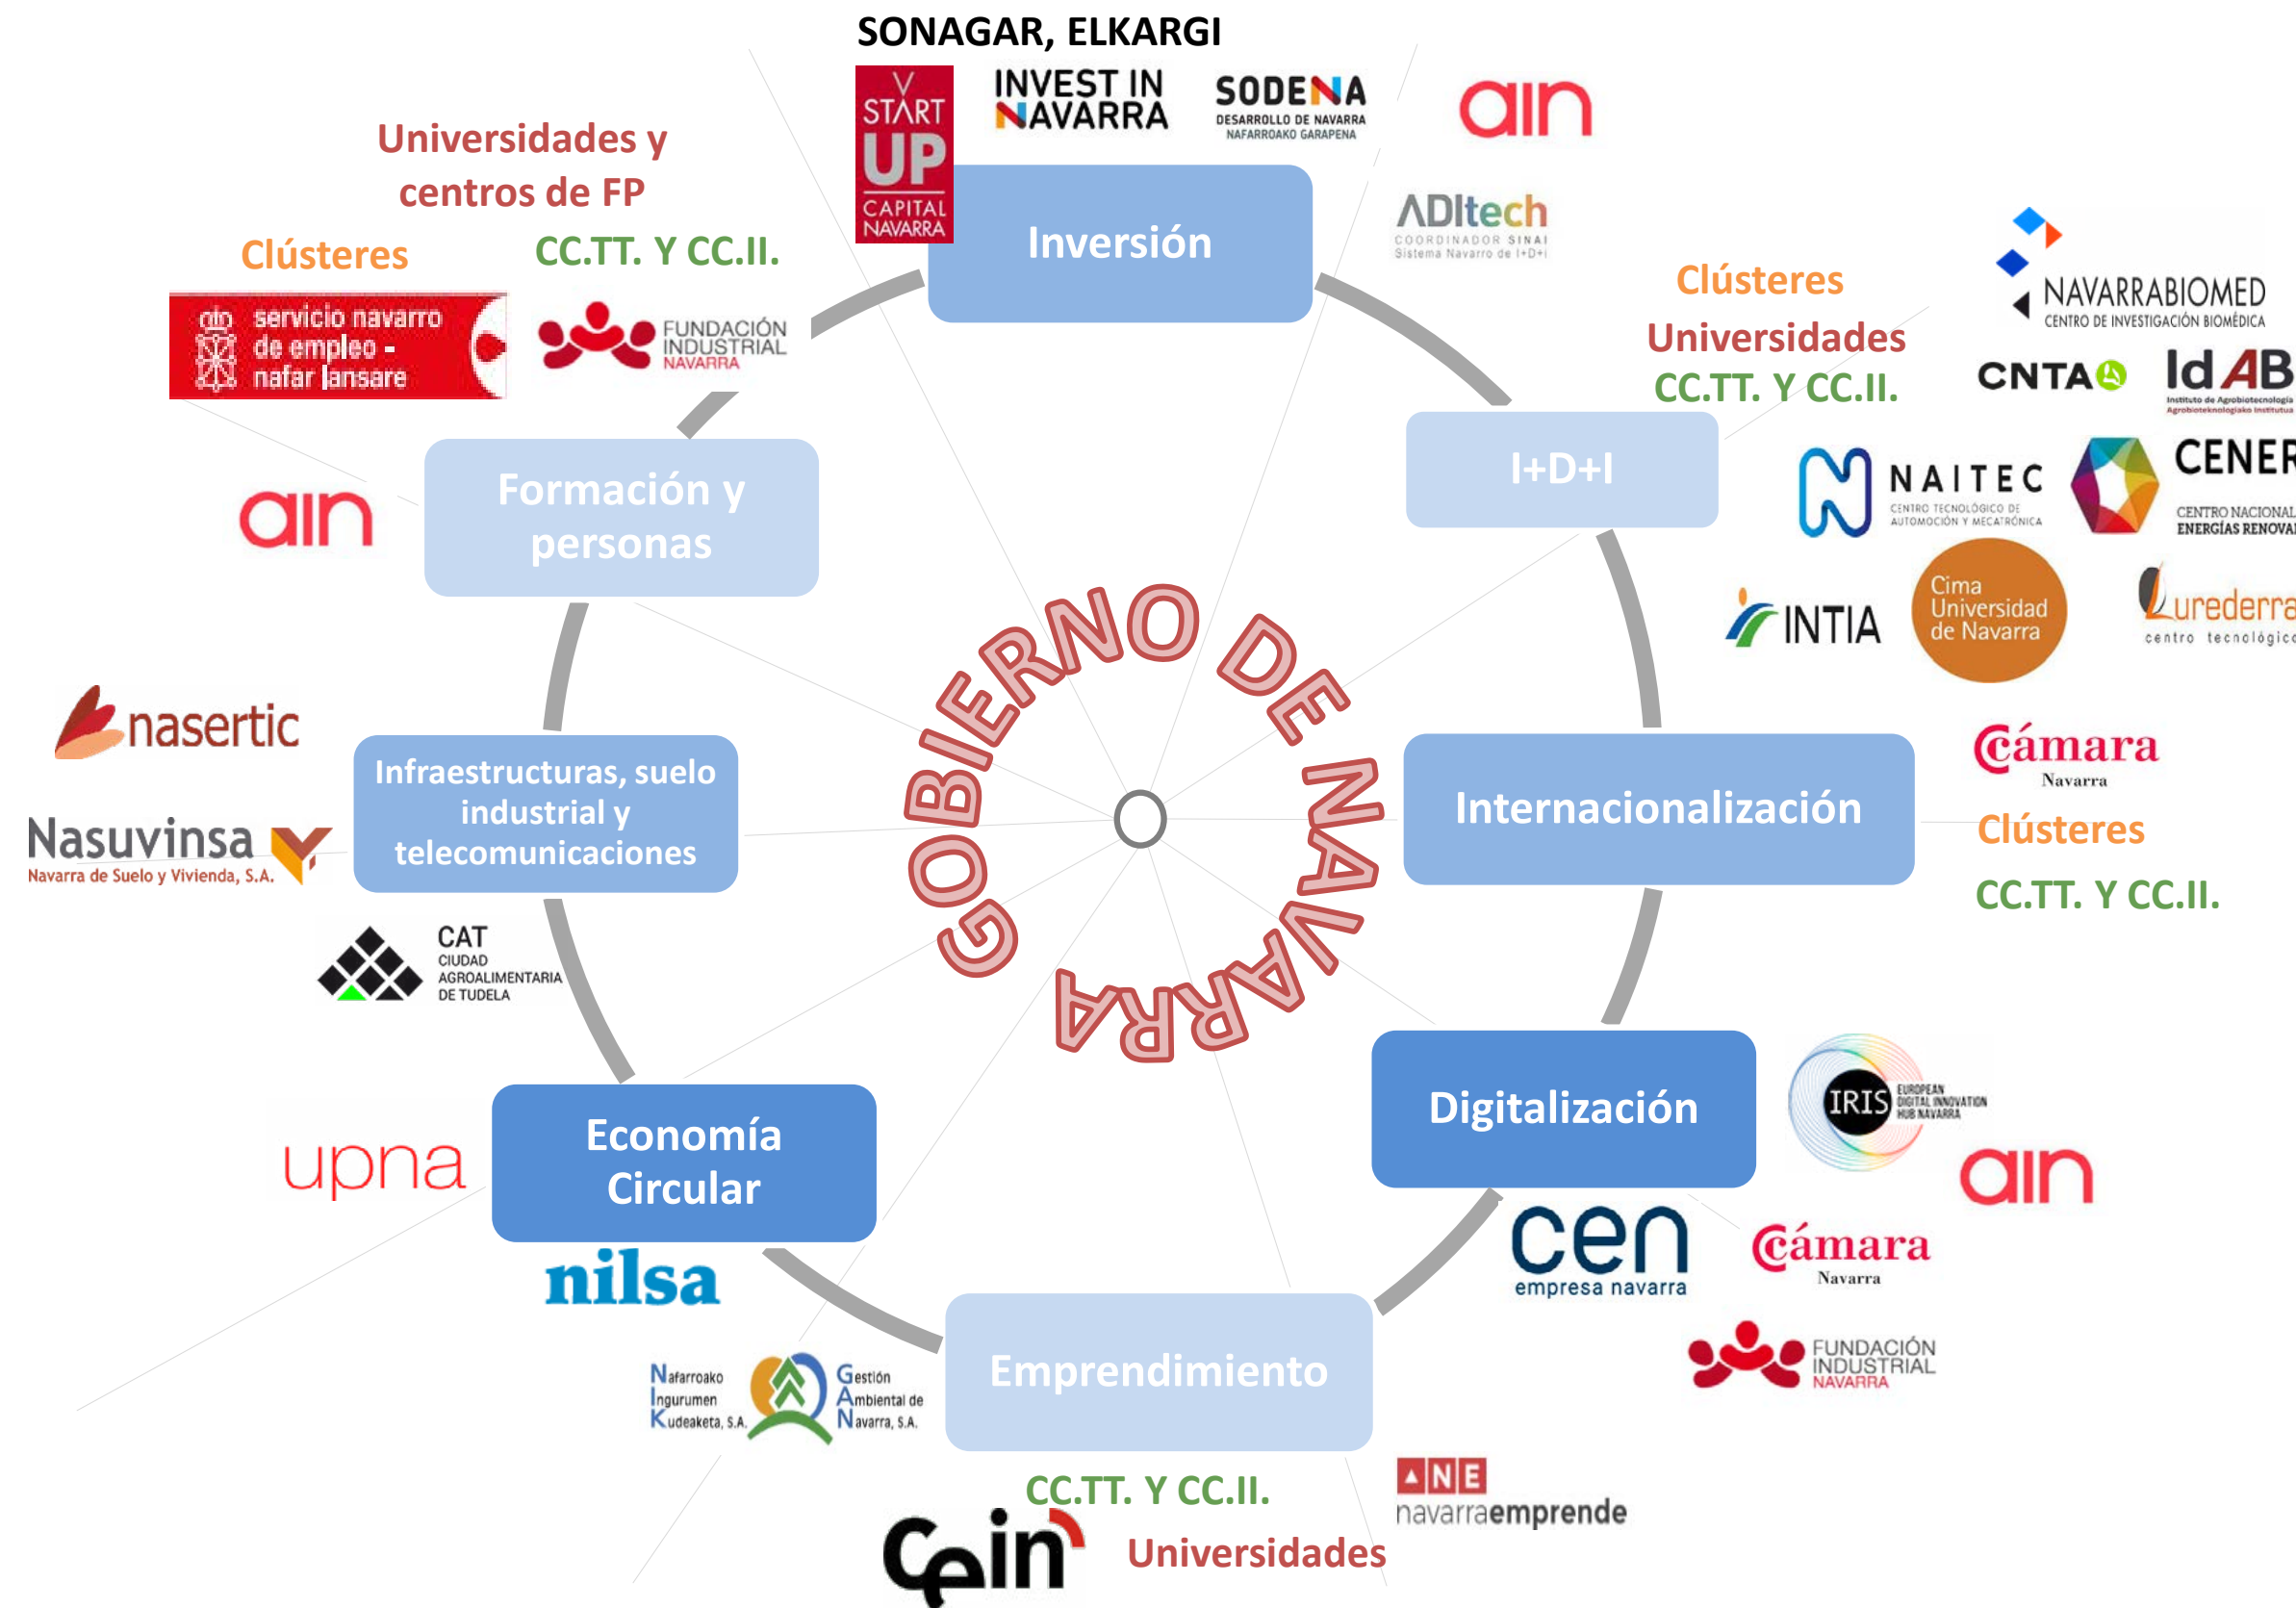 SONAGAR, ELKARGI
START
UP
CAPITAL
NAVARRA
INVEST IN
NAVARRA
SODENA
DESARROLLO DE NAVARRA
NAFARROAKO GARAPENA
Inversión
ain
ADItech
COORDINADOR SINAI
Sistema Navarro de I+D+i
Clústeres
Universidades
CC.TT. Y CC.II.
NAVARRABIOMED
CENTRO DE INVESTIGACIÓN BIOMÉDICA
CNTA
IdAB
Instituto de Agrobiotecnología
Agrobioteknologiako Institutua
I+D+I
NAITEC
CENTRO TECNOLÓGICO DE
AUTOMOCIÓN Y MECATRÓNICA
CENER
CENTRO NACIONAL
ENERGÍAS RENOVA
INTIA
Cima
Universidad
de Navarra
Lurederra
centro tecnológico
Internacionalización
Cámara
Navarra
Clústeres
CC.TT. Y CC.II.
Digitalización
IRIS
EUROPEAN
DIGITAL INNOVATION
HUB NAVARRA
ain
cen
empresa navarra
Cámara
Navarra
FUNDACIÓN
INDUSTRIAL
NAVARRA
Emprendimiento
CC.TT. Y CC.II.
Cein
Universidades
NE
navarraemprende
Economía
Circular
upna
nilsa
Nafarroako
Ingurumen
Kudeaketa, S.A.
Gestión
Ambiental de
Navarra, S.A.
Infraestructuras, suelo
industrial y
telecomunicaciones
nasertic
Nasuvinsa
Navarra de Suelo y Vivienda, S.A.
CAT
CIUDAD
AGROALIMENTARIA
DE TUDELA
Formación y
personas
Universidades y
centros de FP
Clústeres
CC.TT. Y CC.II.
servicio navarro
de empleo -
nafar lansare
FUNDACIÓN
INDUSTRIAL
NAVARRA
ain
GOBIERNO DE NAVARRA